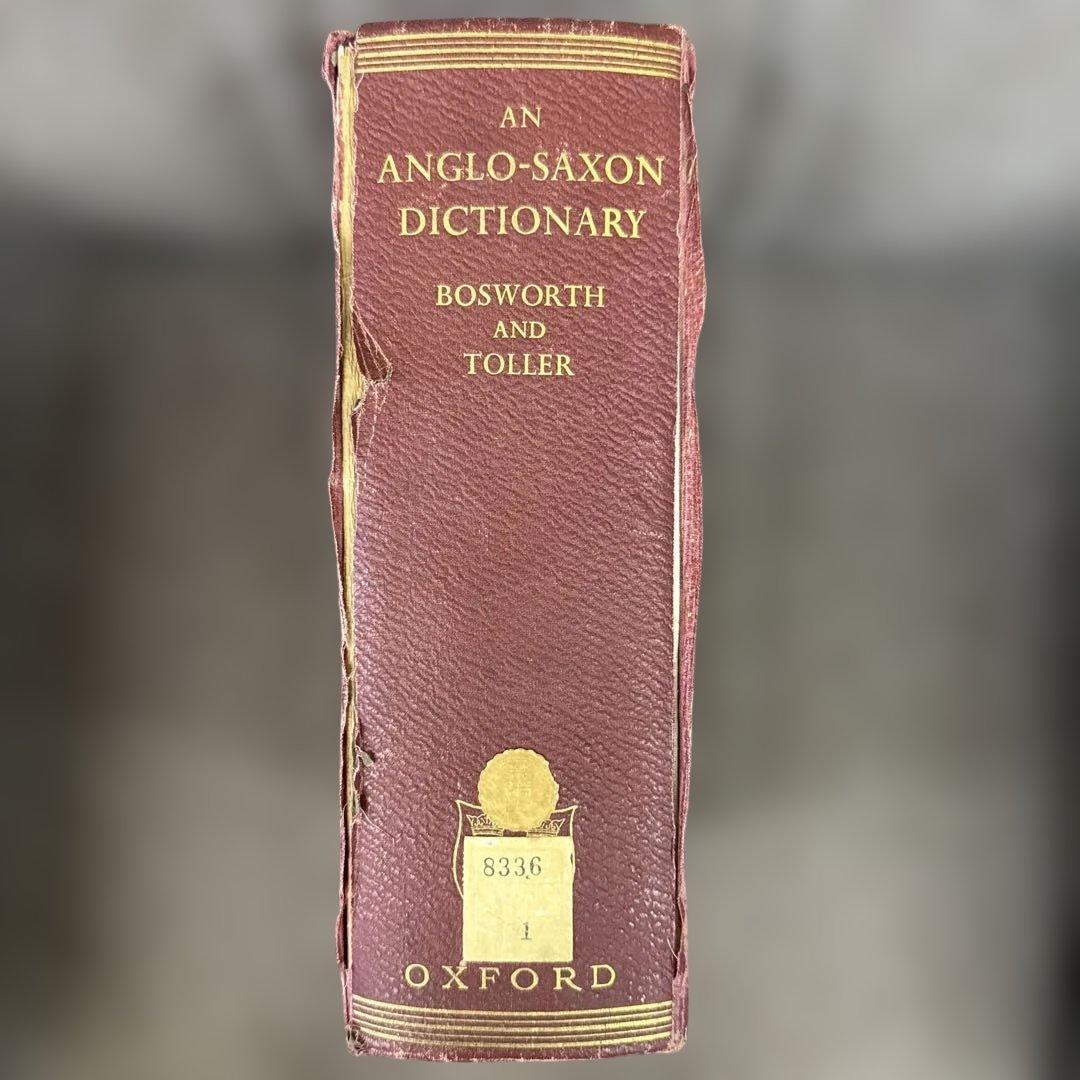 AN
ANGLO-SAXON
DICTIONARY
BOSWORTH
AND
TOLLER
8336
1
OXFORD